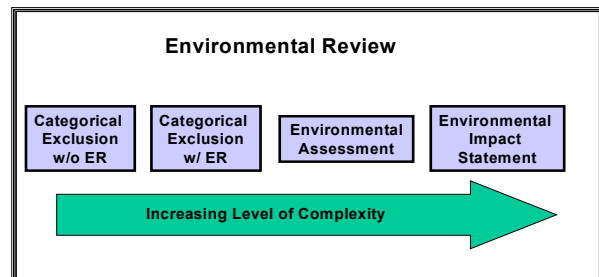 Environmental Review
Categorical
Exclusion
w/o ER
Categorical
Exclusion
w/ ER
Environmental
Assessment
Environmental
Impact
Statement
Increasing Level of Complexity